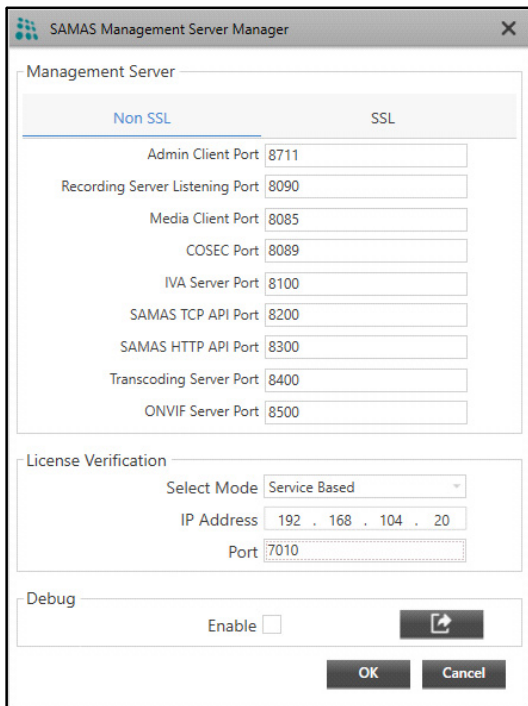 SAMAS Management Server Manager
Management Server
Non SSL SSL
Admin Client Port 8711
Recording Server Listening Port 8090
Media Client Port 8085
COSEC Port 8089
IVA Server Port 8100
SAMAS TCP API Port 8200
SAMAS HTTP API Port 8300
Transcoding Server Port 8400
ONVIF Server Port 8500
License Verification
Select Mode Service Based
IP Address 192 . 168 . 104 . 20
Port 7010
Debug
Enable
OK Cancel